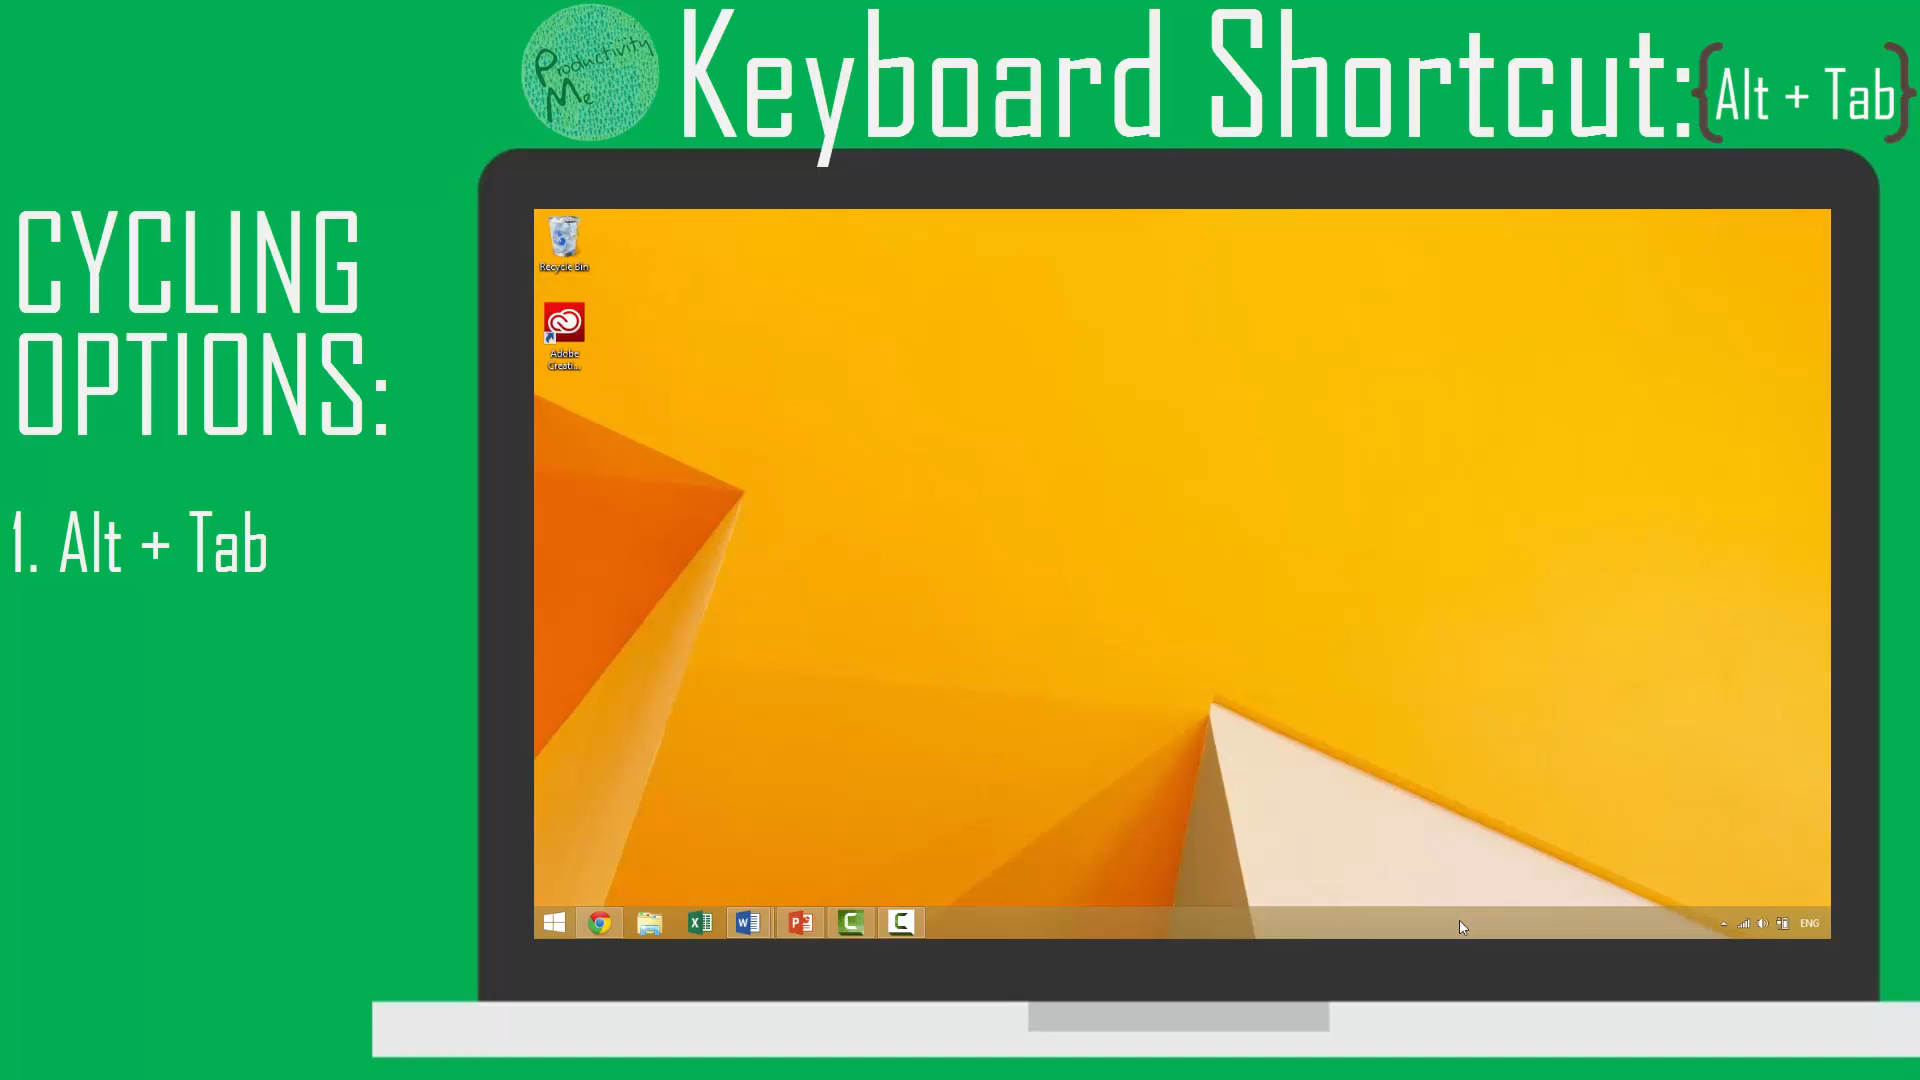 Productivity
Me
Keyboard Shortcut:
{Alt + Tab}
CYCLING
OPTIONS:
1. Alt + Tab
Recycle Bin
Adobe
Creati...
ENG